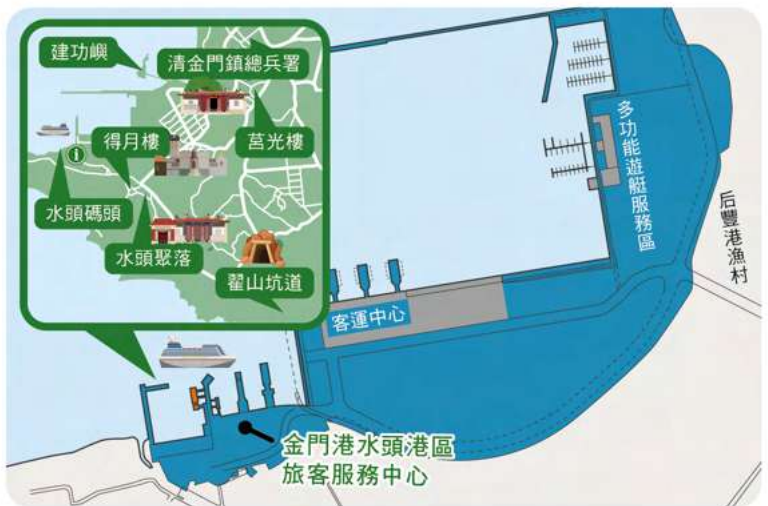 建功嶼
清金門鎮總兵署
得月樓
莒光樓
水頭碼頭
水頭聚落
翟山坑道
多功能遊艇服務區
后豐港漁村
客運中心
金門港水頭港區
旅客服務中心